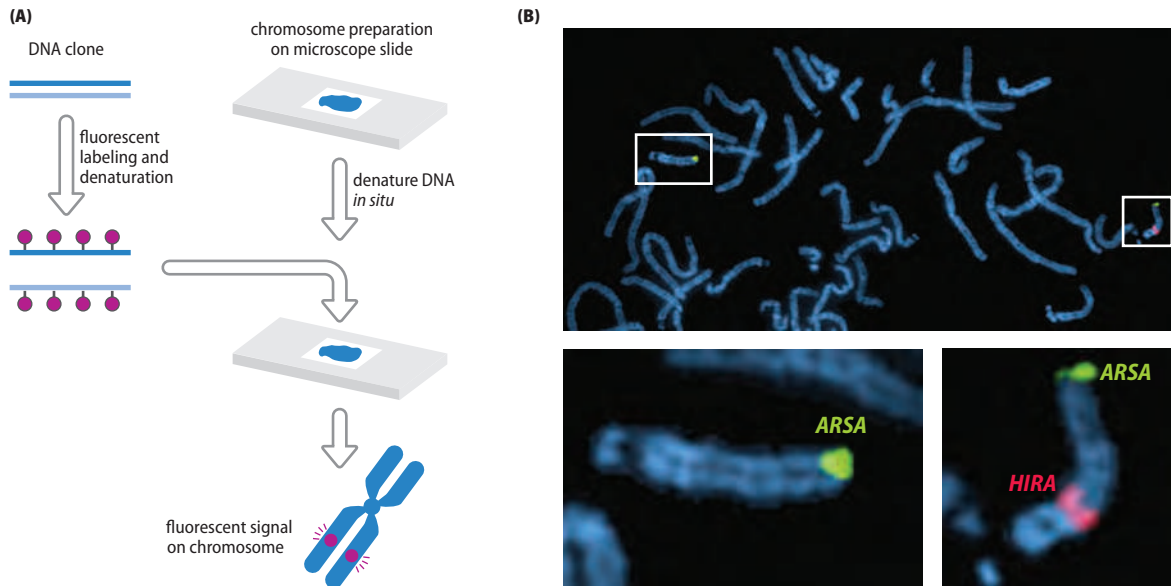 (A)
DNA clone
chromosome preparation
on microscope slide
fluorescent
labeling and
denaturation
denature DNA
in situ
fluorescent signal
on chromosome
(B)
ARSA
ARSA
HIRA